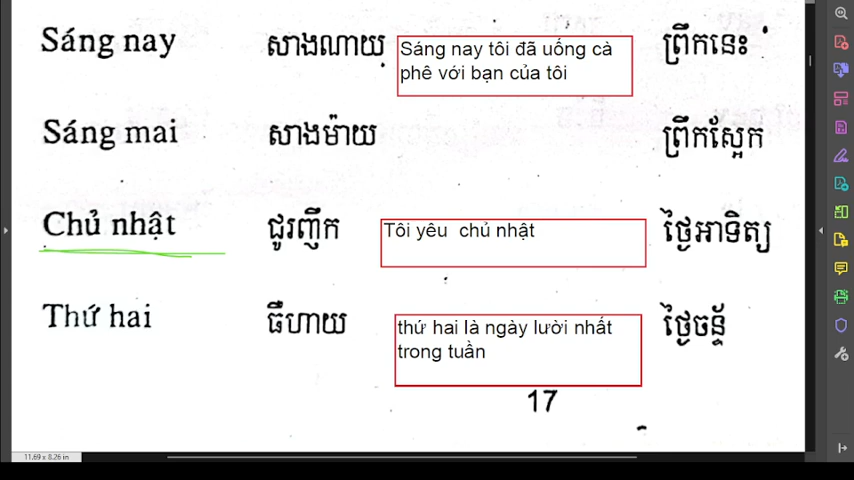 Sáng nay សាងណាយ Sáng nay tôi đã uống cà ព្រឹកនេះ
phê với bạn của tôi
Sáng mai សាងម៉ាយ ព្រឹកស្អែក
Chủ nhật ជូរញឹក Tôi yêu chủ nhật ថ្ងៃអាទិត្យ
Thứ hai ធឺហាយ thứ hai là ngày lười nhất ថ្ងៃចន្ទ័
trong tuần
17
11.69 x 8.26 in